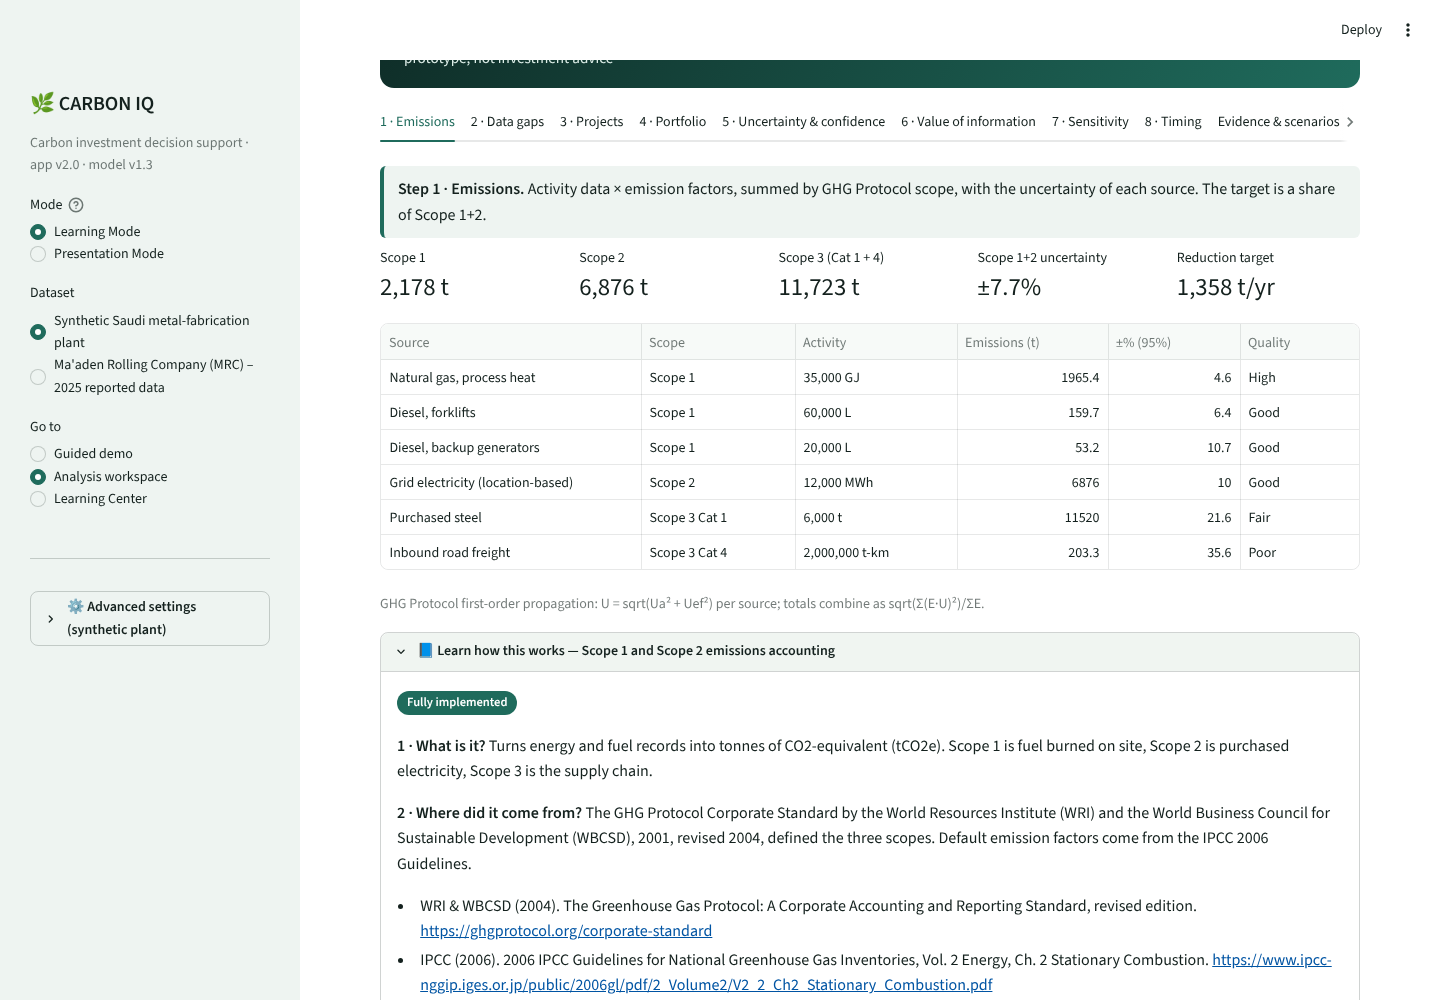 Deploy
prototype, not investment advice
🌿 CARBON IQ
Carbon investment decision support ·
app v2.0 · model v1.3
Mode
Learning Mode
Presentation Mode
Dataset
Synthetic Saudi metal-fabrication
plant
Ma'aden Rolling Company (MRC) –
2025 reported data
Go to
Guided demo
Analysis workspace
Learning Center
⚙️ Advanced settings
(synthetic plant)
1 · Emissions 2 · Data gaps 3 · Projects 4 · Portfolio 5 · Uncertainty & confidence 6 · Value of information 7 · Sensitivity 8 · Timing Evidence & scenarios
Step 1 · Emissions. Activity data × emission factors, summed by GHG Protocol scope, with the uncertainty of each source. The target is a share
of Scope 1+2.
Scope 1 Scope 2 Scope 3 (Cat 1 + 4) Scope 1+2 uncertainty Reduction target
2,178 t 6,876 t 11,723 t ±7.7% 1,358 t/yr
Source Scope Activity Emissions (t) ±% (95%) Quality
Natural gas, process heat Scope 1 35,000 GJ 1965.4 4.6 High
Diesel, forklifts Scope 1 60,000 L 159.7 6.4 Good
Diesel, backup generators Scope 1 20,000 L 53.2 10.7 Good
Grid electricity (location-based) Scope 2 12,000 MWh 6876 10 Good
Purchased steel Scope 3 Cat 1 6,000 t 11520 21.6 Fair
Inbound road freight Scope 3 Cat 4 2,000,000 t-km 203.3 35.6 Poor
GHG Protocol first-order propagation: U = sqrt(Ua² + Uef²) per source; totals combine as sqrt(Σ(E·U)²)/ΣE.
📘 Learn how this works — Scope 1 and Scope 2 emissions accounting
Fully implemented
1 · What is it? Turns energy and fuel records into tonnes of CO2-equivalent (tCO2e). Scope 1 is fuel burned on site, Scope 2 is purchased
electricity, Scope 3 is the supply chain.
2 · Where did it come from? The GHG Protocol Corporate Standard by the World Resources Institute (WRI) and the World Business Council for
Sustainable Development (WBCSD), 2001, revised 2004, defined the three scopes. Default emission factors come from the IPCC 2006
Guidelines.
• WRI & WBCSD (2004). The Greenhouse Gas Protocol: A Corporate Accounting and Reporting Standard, revised edition.
https://ghgprotocol.org/corporate-standard
• IPCC (2006). 2006 IPCC Guidelines for National Greenhouse Gas Inventories, Vol. 2 Energy, Ch. 2 Stationary Combustion. https://www.ipcc-
nggip.iges.or.jp/public/2006gl/pdf/2_Volume2/V2_2_Ch2_Stationary_Combustion.pdf